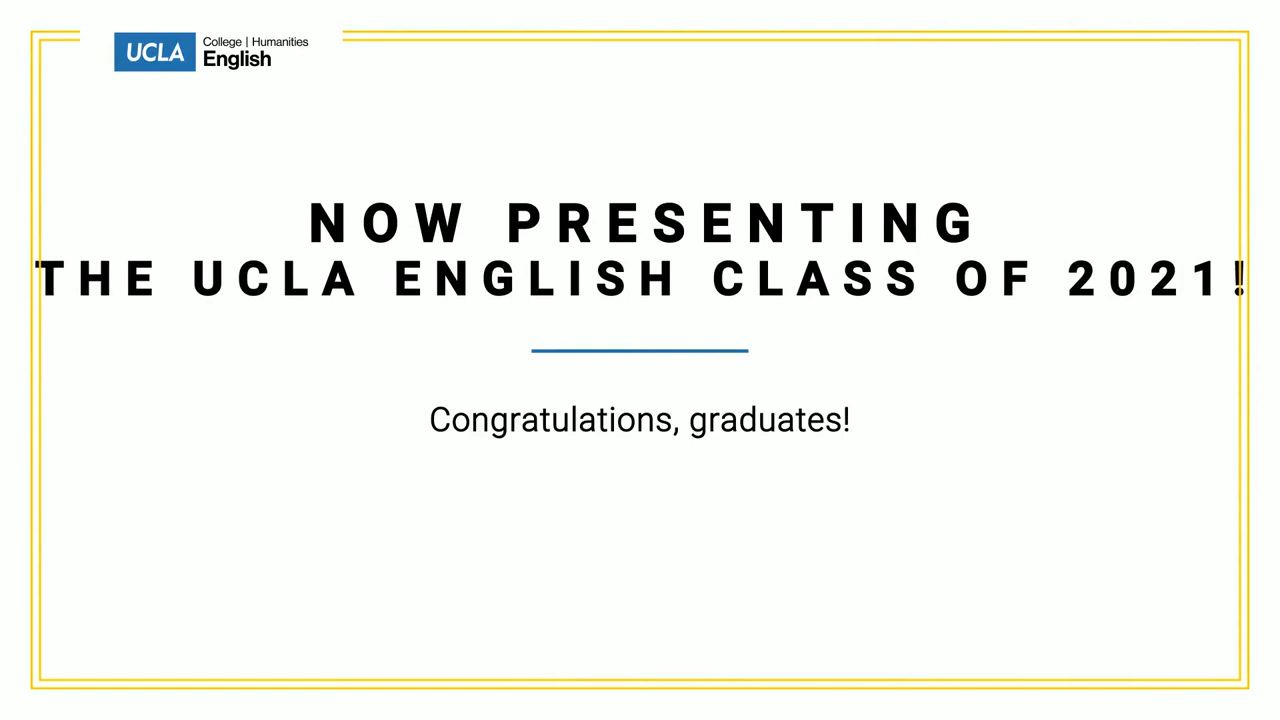 UCLA
College | Humanities
English
NOW PRESENTING
THE UCLA ENGLISH CLASS OF 2021!
Congratulations, graduates!